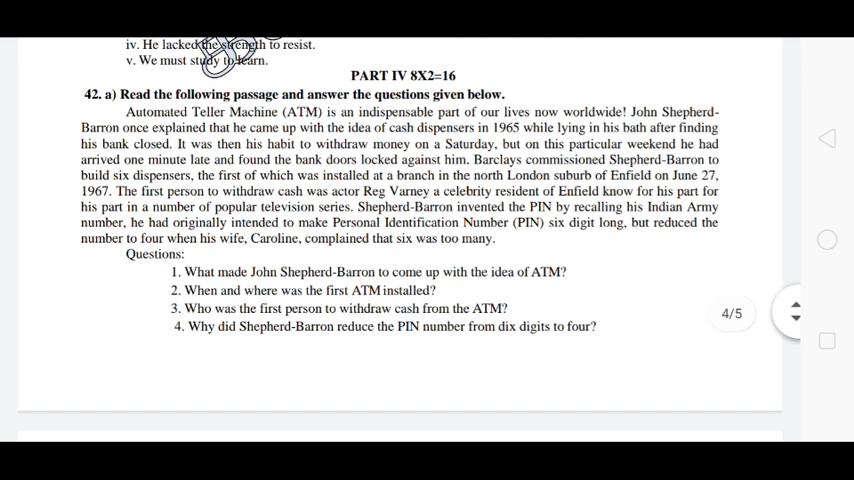 iv. He lacked the strength to resist.
v. We must study to learn.
PART IV 8X2=16
42. a) Read the following passage and answer the questions given below.
Automated Teller Machine (ATM) is an indispensable part of our lives now worldwide! John Shepherd-
Barron once explained that he came up with the idea of cash dispensers in 1965 while lying in his bath after finding
his bank closed. It was then his habit to withdraw money on a Saturday, but on this particular weekend he had
arrived one minute late and found the bank doors locked against him. Barclays commissioned Shepherd-Barron to
build six dispensers, the first of which was installed at a branch in the north London suburb of Enfield on June 27,
1967. The first person to withdraw cash was actor Reg Varney a celebrity resident of Enfield know for his part for
his part in a number of popular television series. Shepherd-Barron invented the PIN by recalling his Indian Army
number, he had originally intended to make Personal Identification Number (PIN) six digit long, but reduced the
number to four when his wife, Caroline, complained that six was too many.
Questions:
1. What made John Shepherd-Barron to come up with the idea of ATM?
2. When and where was the first ATM installed?
3. Who was the first person to withdraw cash from the ATM?
4. Why did Shepherd-Barron reduce the PIN number from dix digits to four?
4/5